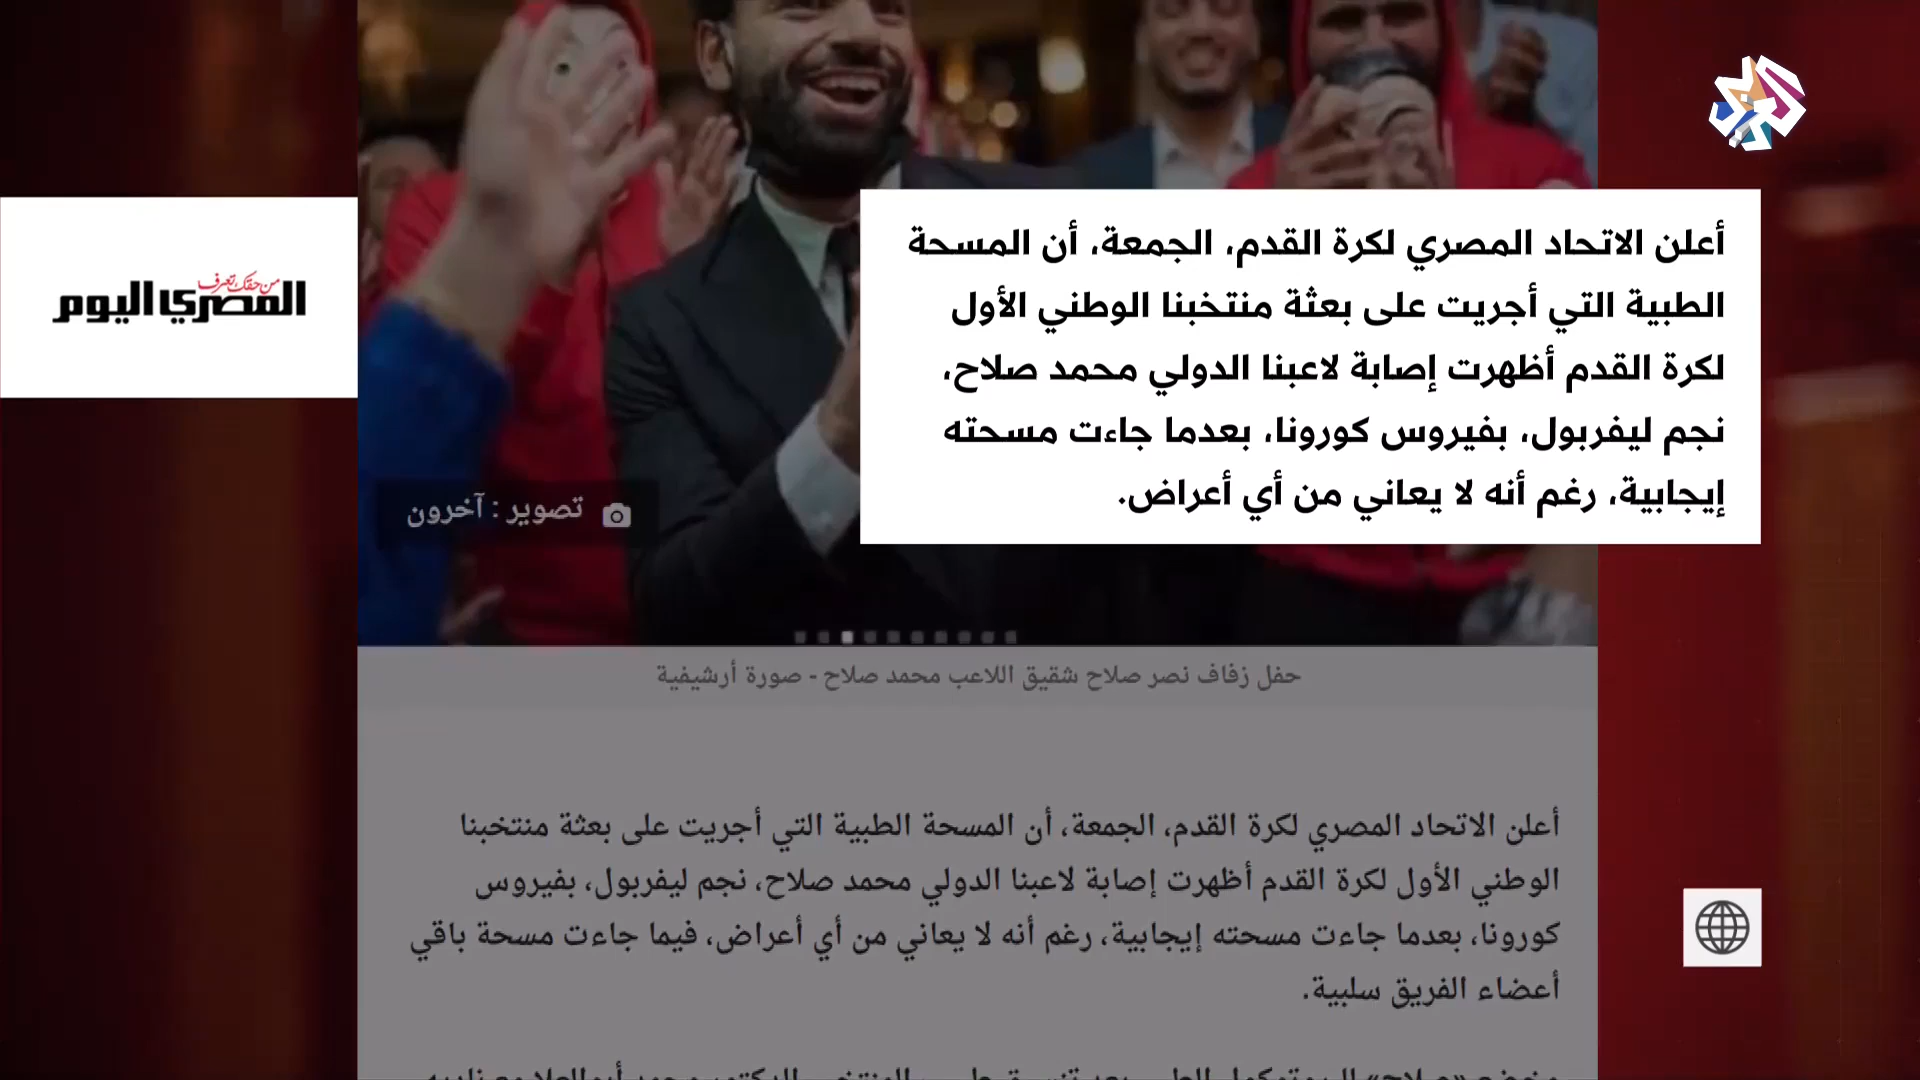 من حقك تعرف
المصري اليوم
أعلن الاتحاد المصري لكرة القدم، الجمعة، أن المسحة
الطبية التي أجريت على بعثة منتخبنا الوطني الأول
لكرة القدم أظهرت إصابة لاعبنا الدولي محمد صلاح،
نجم ليفربول، بفيروس كورونا، بعدما جاءت مسحته
إيجابية، رغم أنه لا يعاني من أي أعراض.
تصوير : آخرون
حفل زفاف نصر صلاح شقيق اللاعب محمد صلاح - صورة أرشيفية
أعلن الاتحاد المصري لكرة القدم، الجمعة، أن المسحة الطبية التي أجريت على بعثة منتخبنا
الوطني الأول لكرة القدم أظهرت إصابة لاعبنا الدولي محمد صلاح، نجم ليفربول، بفيروس
كورونا، بعدما جاءت مسحته إيجابية، رغم أنه لا يعاني من أي أعراض، فيما جاءت مسحة باقي
أعضاء الفريق سلبية.